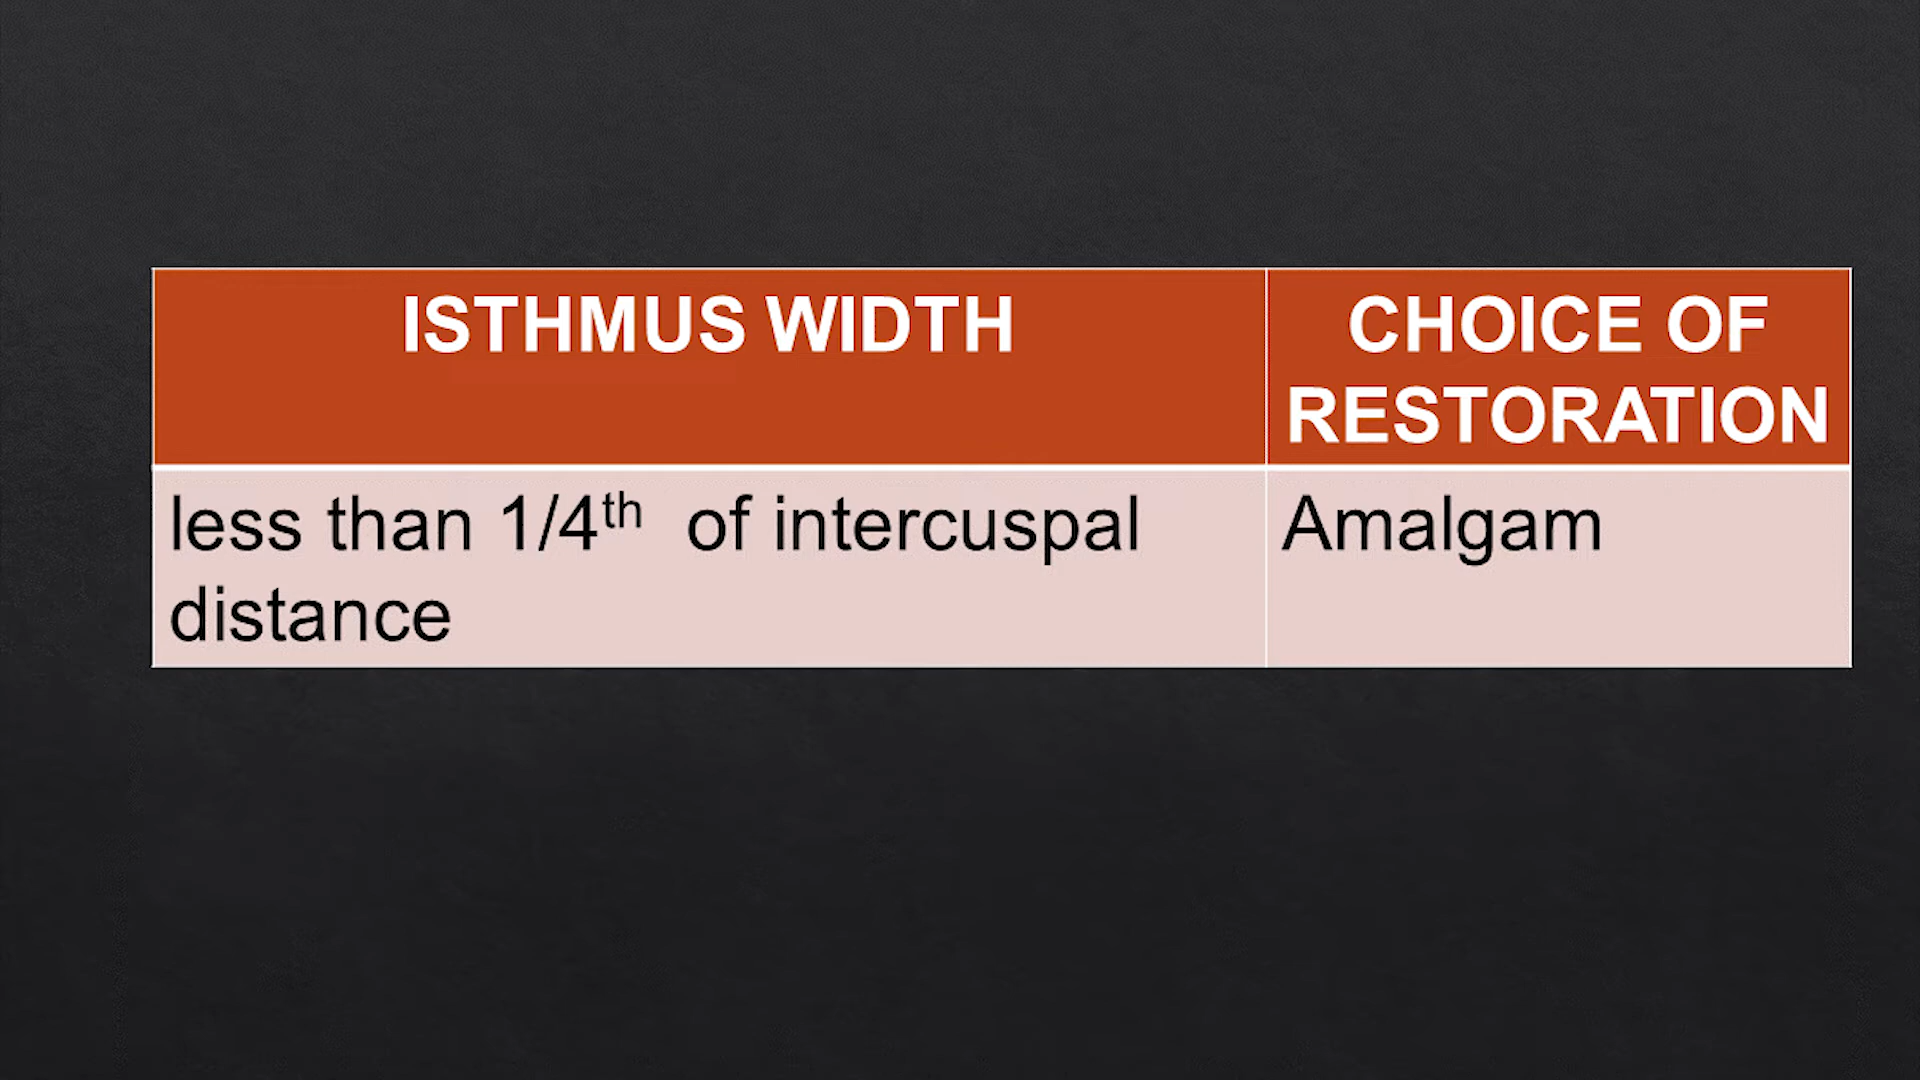 ISTHMUS WIDTH
CHOICE OF
RESTORATION
less than 1/4th of intercuspal
distance
Amalgam